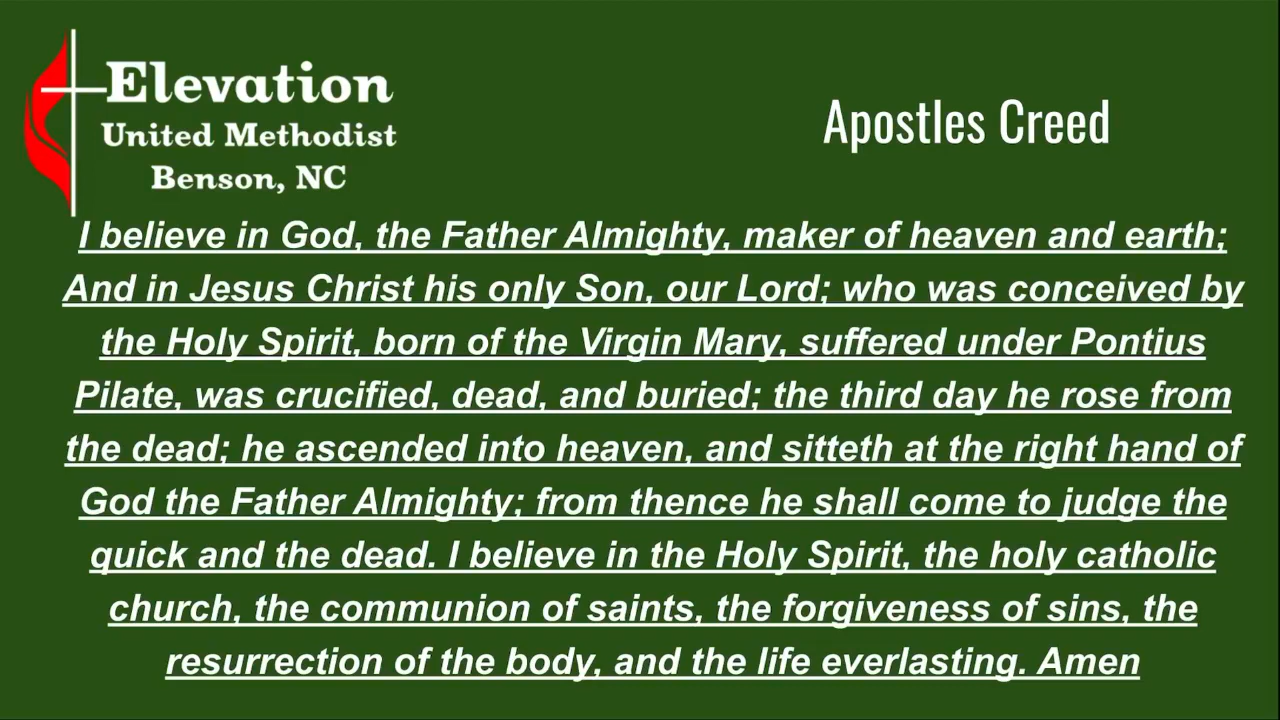 Elevation
United Methodist
Benson, NC
Apostles Creed
I believe in God, the Father Almighty, maker of heaven and earth;
And in Jesus Christ his only Son, our Lord; who was conceived by
the Holy Spirit, born of the Virgin Mary, suffered under Pontius
Pilate, was crucified, dead, and buried; the third day he rose from
the dead; he ascended into heaven, and sitteth at the right hand of
God the Father Almighty; from thence he shall come to judge the
quick and the dead. I believe in the Holy Spirit, the holy catholic
church, the communion of saints, the forgiveness of sins, the
resurrection of the body, and the life everlasting. Amen